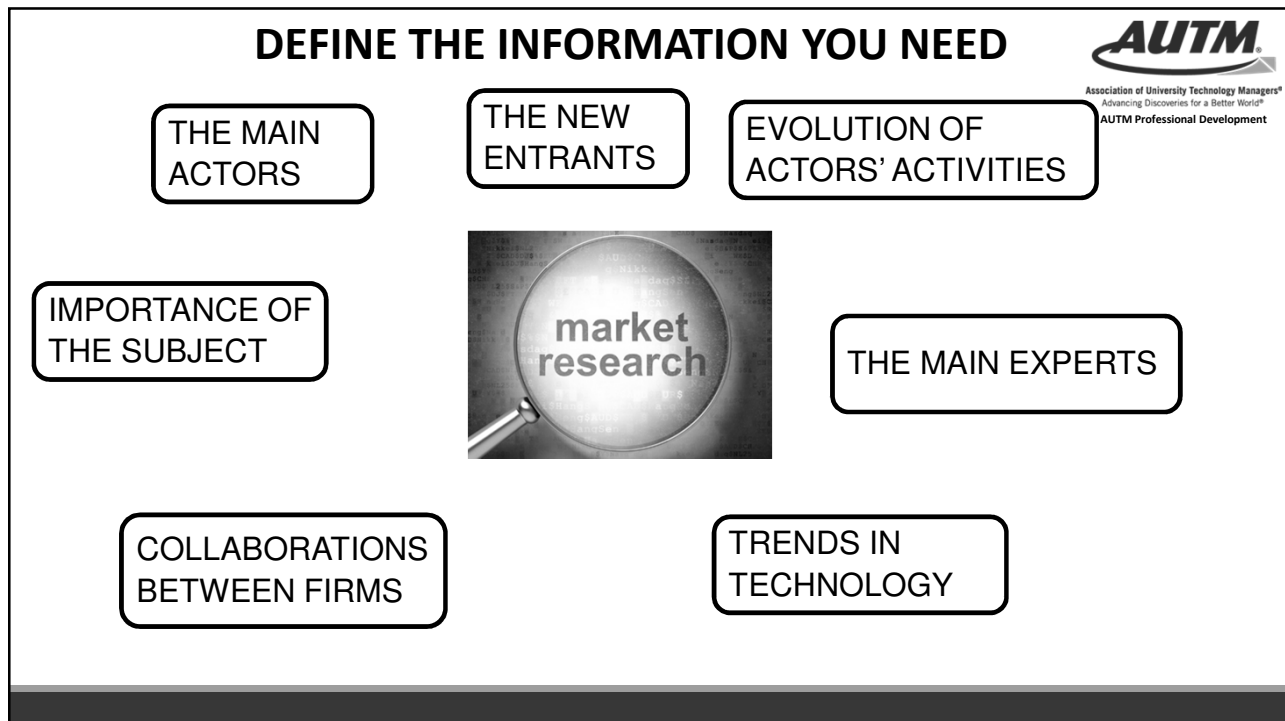 DEFINE THE INFORMATION YOU NEED
AUTM®
Association of University Technology Managers®
Advancing Discoveries for a Better World®
AUTM Professional Development
THE MAIN
ACTORS
THE NEW
ENTRANTS
EVOLUTION OF
ACTORS’ ACTIVITIES
IMPORTANCE OF
THE SUBJECT
market
research
THE MAIN EXPERTS
COLLABORATIONS
BETWEEN FIRMS
TRENDS IN
TECHNOLOGY